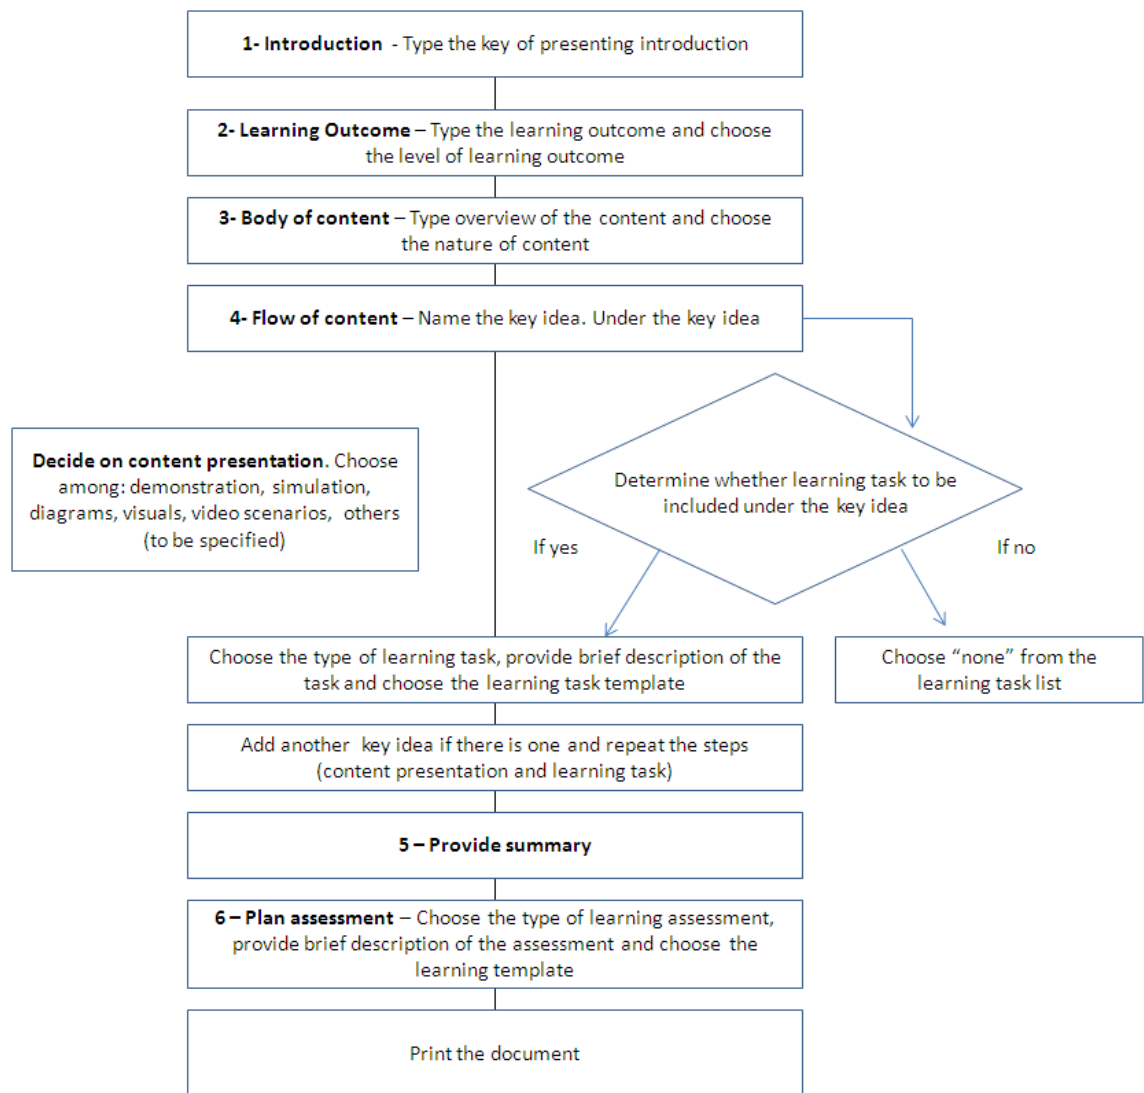 1- Introduction  - Type the key of presenting introduction
2- Learning Outcome – Type the learning outcome and choose
the level of learning outcome
3- Body of content – Type overview of the content and choose
the nature of content
4- Flow of content – Name the key idea. Under the key idea
Decide on content presentation. Choose
among: demonstration, simulation,
diagrams, visuals, video scenarios,  others
(to be specified)
Determine whether learning task to be
included under the key idea
If yes
If no
Choose the type of learning task, provide brief description of the
task and choose the learning task template
Choose “none” from the
learning task list
Add another  key idea if there is one and repeat the steps
(content presentation and learning task)
5 – Provide summary
6 – Plan assessment – Choose the type of learning assessment,
provide brief description of the assessment and choose the
learning template
Print the document